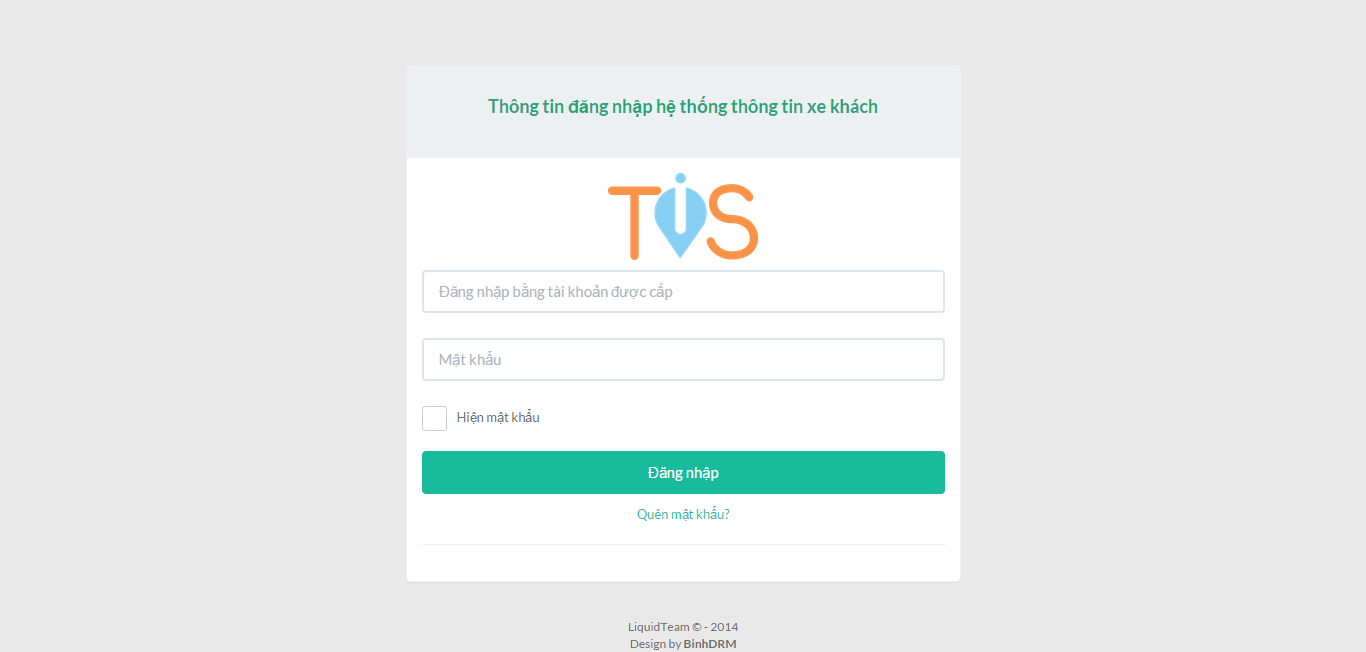 Thông tin đăng nhập hệ thống thông tin xe khách
TiS
Đăng nhập bằng tài khoản được cấp
Mật khẩu
Hiện mật khẩu
Đăng nhập
Quên mật khẩu?
LiquidTeam © - 2014
Design by BinhDRM